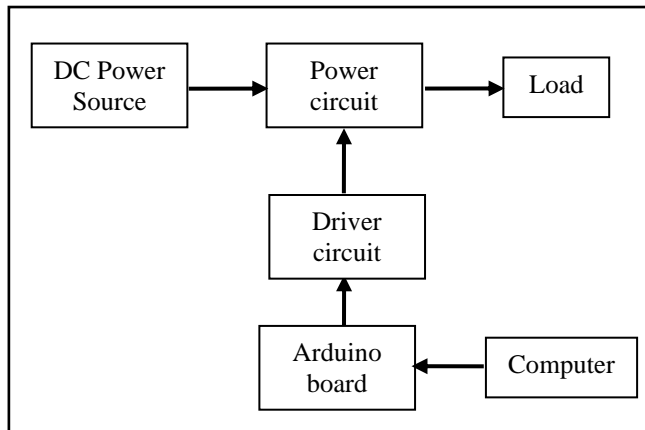 DC Power
Source
Power
circuit
Load
Driver
circuit
Arduino
board
Computer